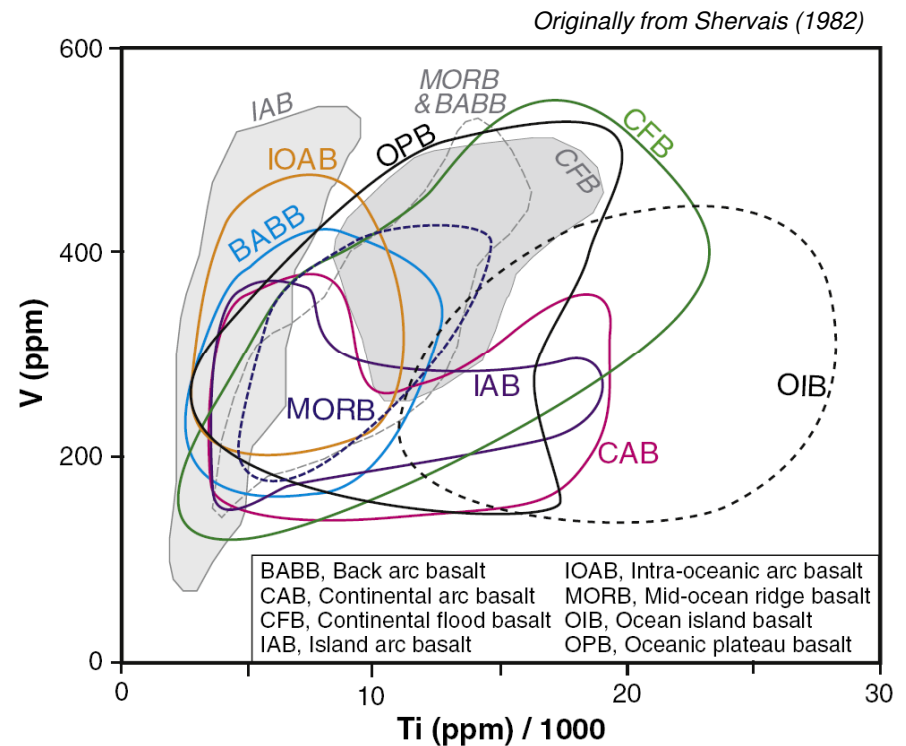 Originally from Shervais (1982)
600
400
200
0
V (ppm)
IAB
MORB
& BABB
CFB
OPB
IOAB
CFB
BABB
MORB
IAB
OIB
CAB
BABB, Back arc basalt
CAB, Continental arc basalt
CFB, Continental flood basalt
IAB, Island arc basalt
IOAB, Intra-oceanic arc basalt
MORB, Mid-ocean ridge basalt
OIB, Ocean island basalt
OPB, Oceanic plateau basalt
0
10
20
30
Ti (ppm) / 1000